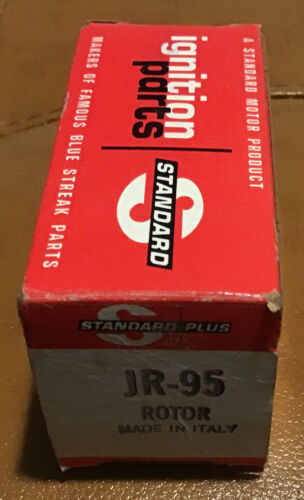 A STANDARD MOTOR PRODUCT
ignition
parts
STANDARD
MAKERS OF FAMOUS BLUE STREAK PARTS
STANDARD PLUS
JR-95
ROTOR
MADE IN ITALY